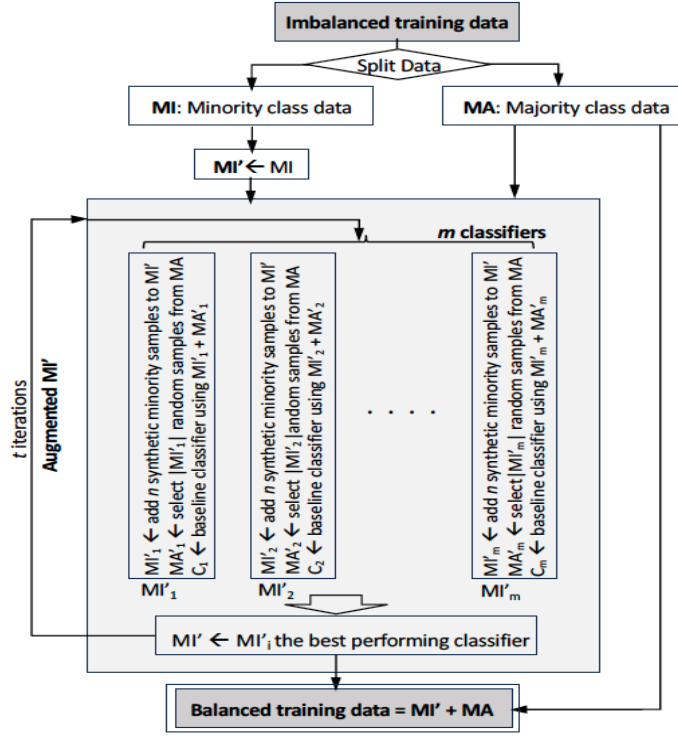 Imbalanced training data
Split Data
MI: Minority class data
MA: Majority class data
MI' ← MI
m classifiers
MI'₁ ← add n synthetic minority samples to MI'
MA'₁ ← select |MI'₁| random samples from MA
C₁ ← baseline classifier using MI'₁ + MA'₁
MI'₂ ← add n synthetic minority samples to MI'
MA'₂ ← select |MI'₂|andom samples from MA
C₂ ← baseline classifier using MI'₂ + MA'₂
. . . .
MI'ₘ ← add n synthetic minority samples to MI'
MA'ₘ ← select|MI'ₘ| random samples from MA
Cₘ ← baseline classifier using MI'ₘ + MA'ₘ
t iterations
Augmented MI'
MI'₁
MI'₂
MI'ₘ
MI' ← MI'ᵢ the best performing classifier
Balanced training data = MI' + MA